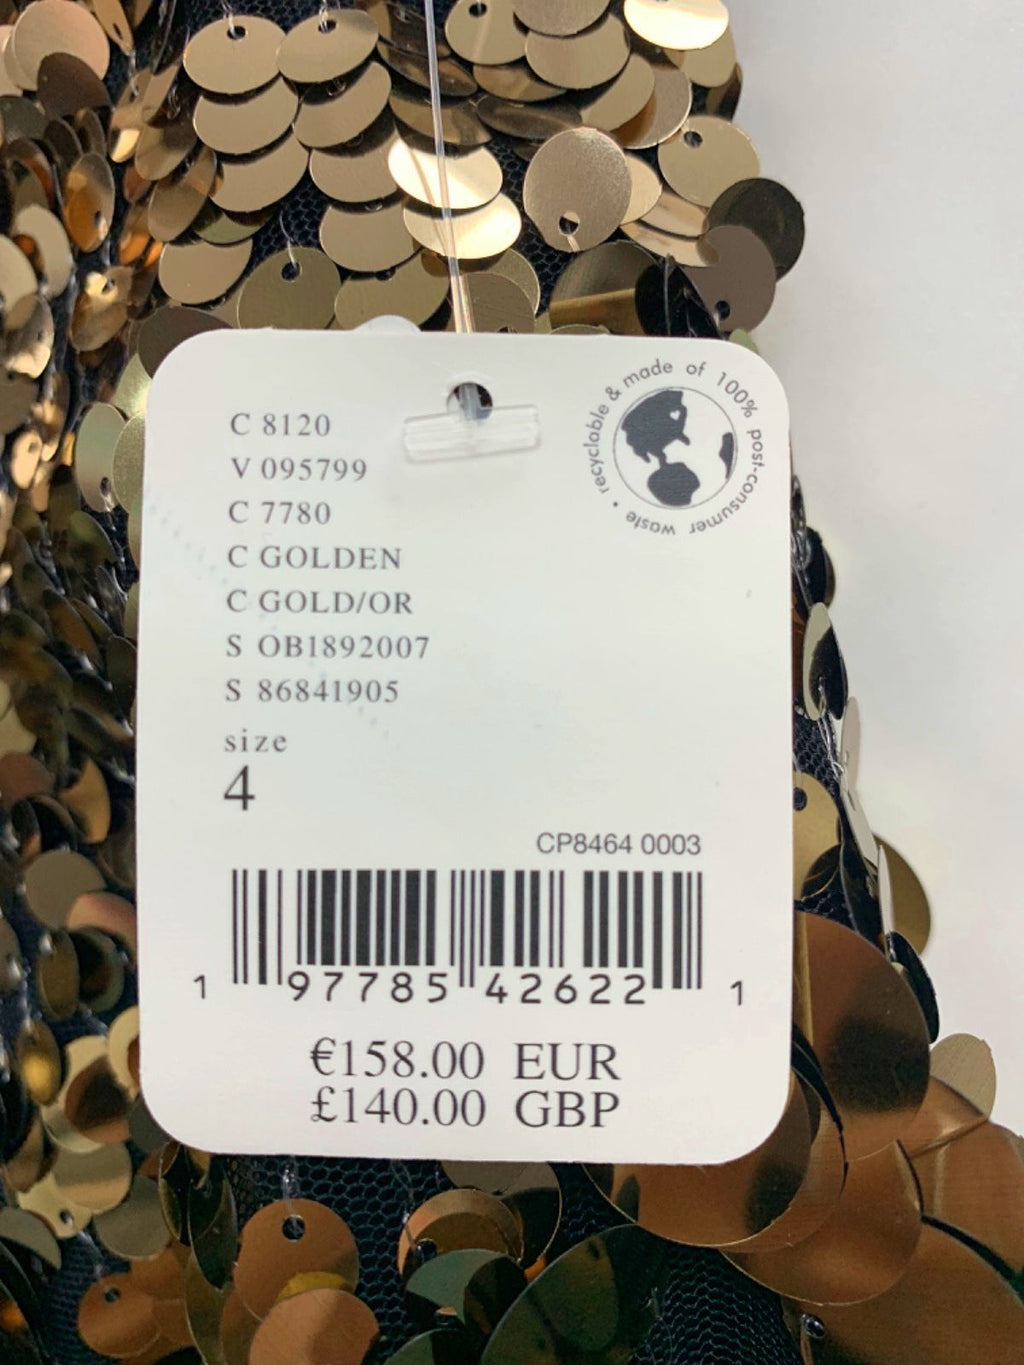 C 8120
V 095799
C 7780
C GOLDEN
C GOLD/OR
S OB1892007
S 86841905
size
4
recyclable & made of 100% post-consumer waste •
CP8464 0003
1 97785 42622 1
€158.00 EUR
£140.00 GBP